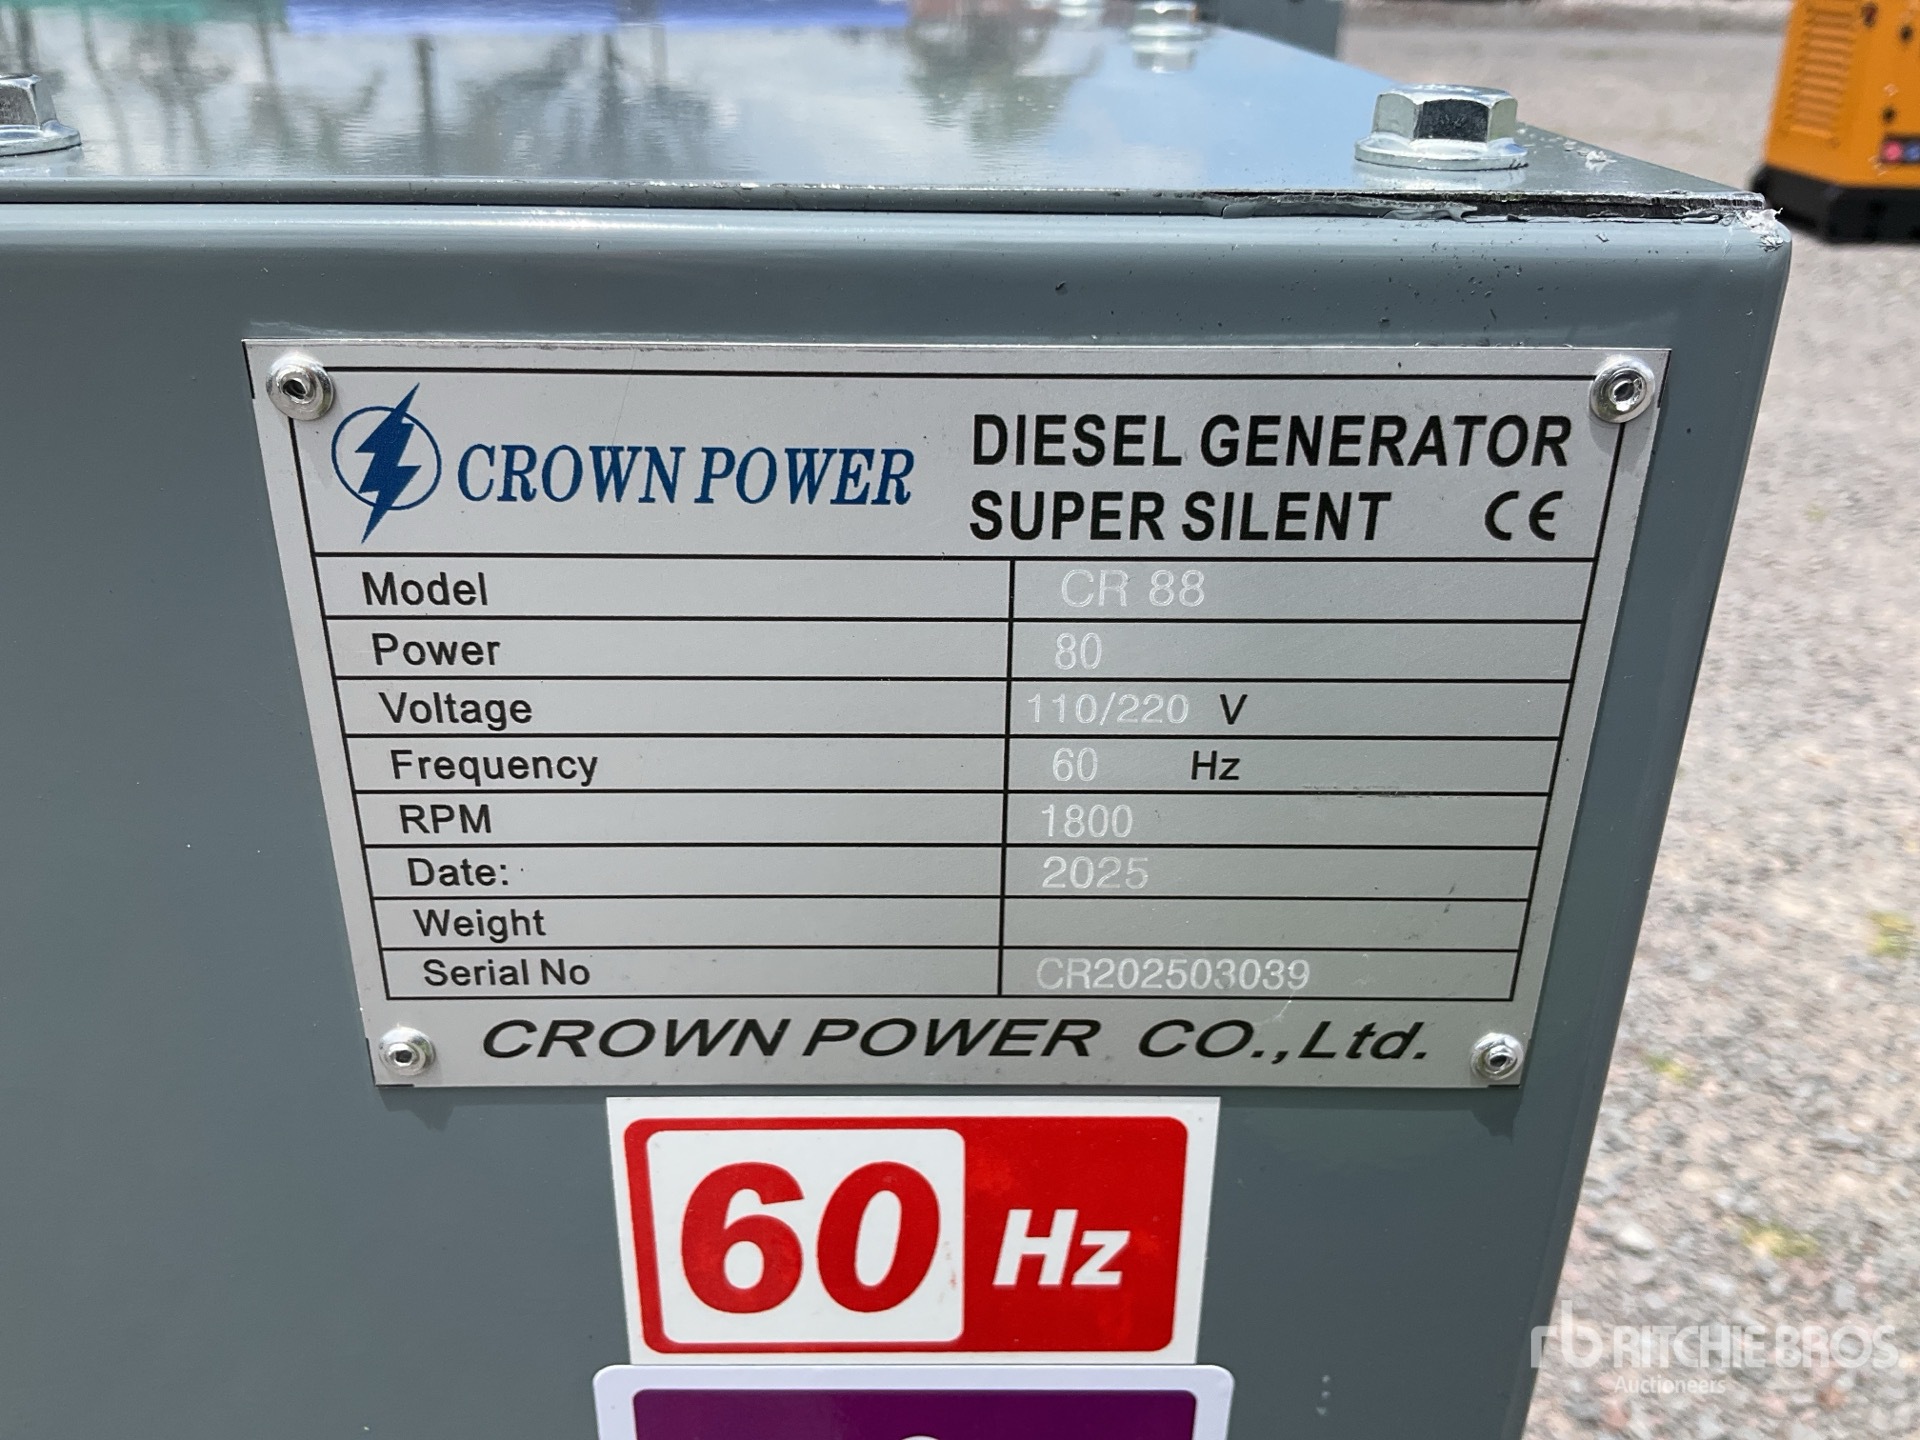 CROWN POWER
DIESEL GENERATOR
SUPER SILENT CE
Model CR 88
Power 80
Voltage 110/220 V
Frequency 60 Hz
RPM 1800
Date: 2025
Weight
Serial No CR202503039
CROWN POWER CO.,Ltd.
60 Hz
rb RITCHIE BROS.
Auctioneers